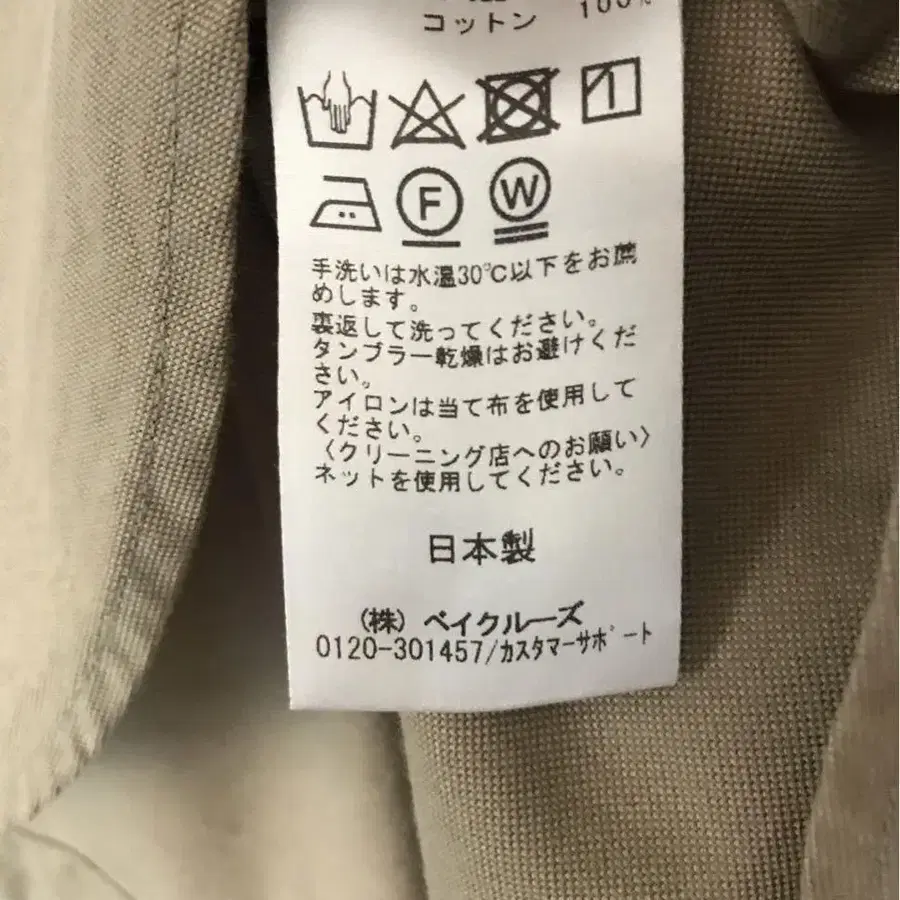 コットン 100%
F W
手洗いは水温30℃以下をお薦
めします。
裏返して洗ってください。
タンブラー乾燥はお避けくだ
さい。
アイロンは当て布を使用して
ください。
〈クリーニング店へのお願い〉
ネットを使用してください。
日本製
(株) ベイクルーズ
0120-301457/カスタマーサポート